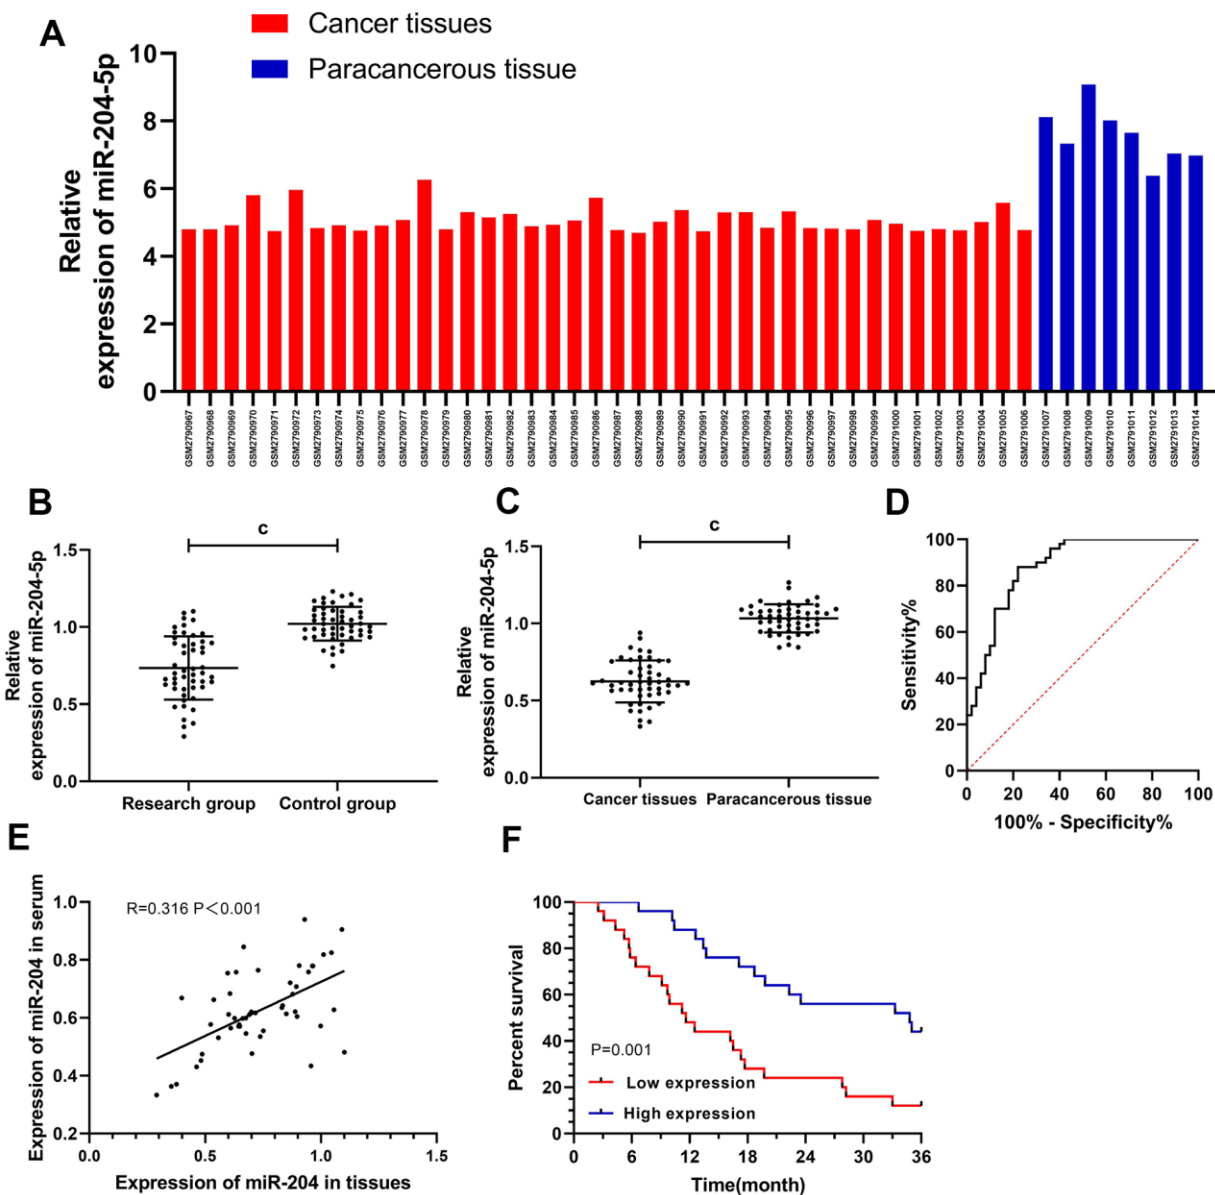 A
Cancer tissues
Paracancerous tissue
Relative
expression of miR-204-5p
10
8
6
4
2
0
GSM2790967
GSM2790968
GSM2790969
GSM2790970
GSM2790971
GSM2790972
GSM2790973
GSM2790974
GSM2790975
GSM2790976
GSM2790977
GSM2790978
GSM2790979
GSM2790980
GSM2790981
GSM2790982
GSM2790983
GSM2790984
GSM2790985
GSM2790986
GSM2790987
GSM2790988
GSM2790989
GSM2790990
GSM2790991
GSM2790992
GSM2790993
GSM2790994
GSM2790995
GSM2790996
GSM2790997
GSM2790998
GSM2790999
GSM2791000
GSM2791001
GSM2791002
GSM2791003
GSM2791004
GSM2791005
GSM2791006
GSM2791007
GSM2791008
GSM2791009
GSM2791010
GSM2791011
GSM2791012
GSM2791013
GSM2791014
B
c
Relative
expression of miR-204-5p
1.5
1.0
0.5
0.0
Research group Control group
C
c
Relative
expression of miR-204-5p
1.5
1.0
0.5
0.0
Cancer tissues Paracancerous tissue
D
Sensitivity%
100
80
60
40
20
0
0 20 40 60 80 100
100% - Specificity%
E
Expression of miR-204 in serum
R=0.316 P<0.001
1.0
0.8
0.6
0.4
0.2
0.0 0.5 1.0 1.5
Expression of miR-204 in tissues
F
Percent survival
100
80
60
40
20
0
P=0.001
Low expression
High expression
0 6 12 18 24 30 36
Time(month)